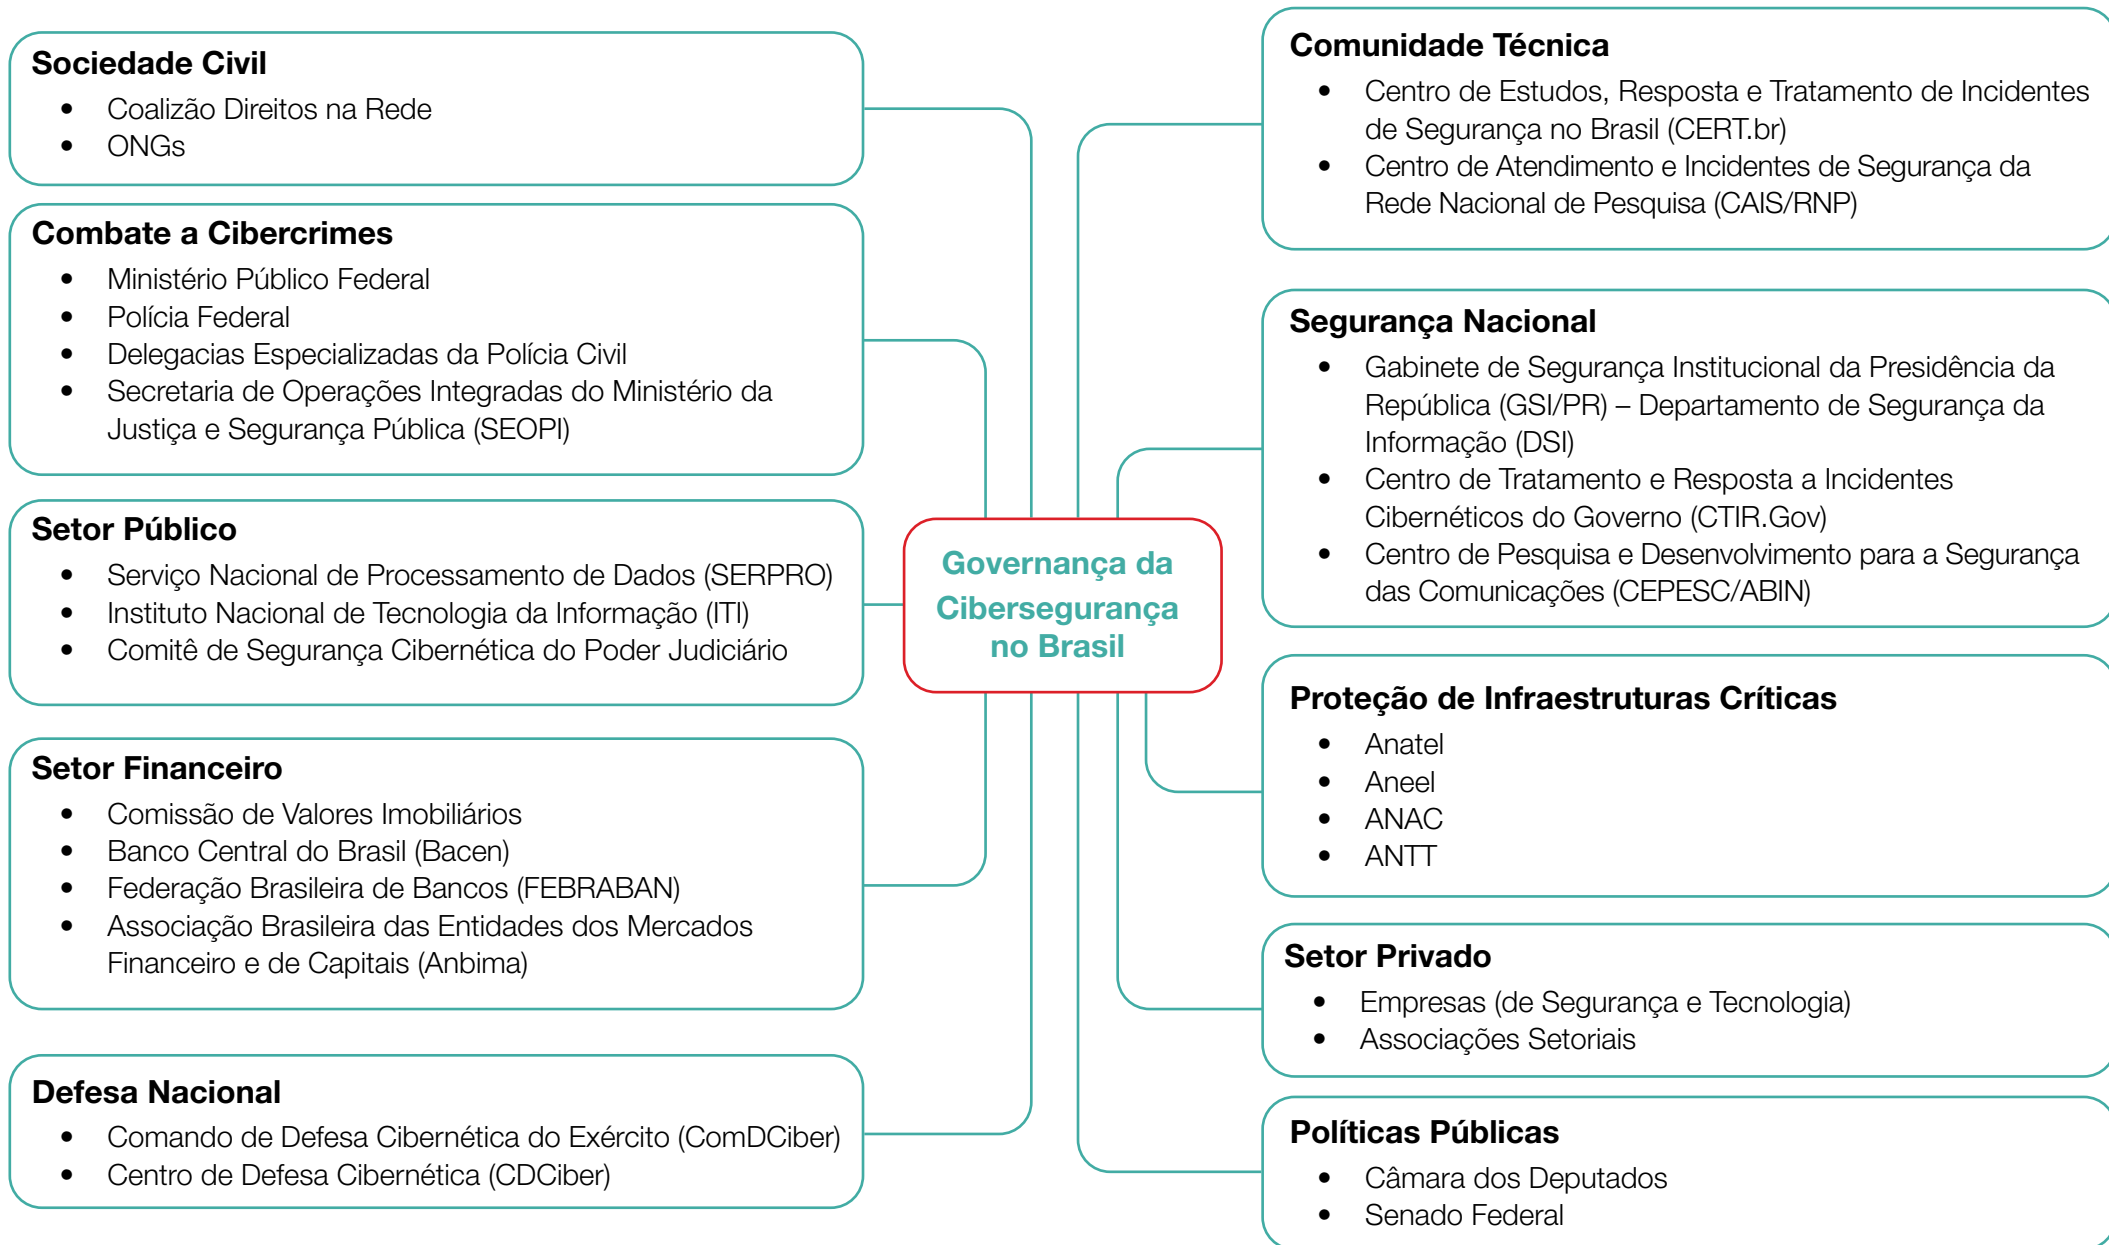 Sociedade Civil
• Coalizão Direitos na Rede
• ONGs
Combate a Cibercrimes
• Ministério Público Federal
• Polícia Federal
• Delegacias Especializadas da Polícia Civil
• Secretaria de Operações Integradas do Ministério da
Justiça e Segurança Pública (SEOPI)
Setor Público
• Serviço Nacional de Processamento de Dados (SERPRO)
• Instituto Nacional de Tecnologia da Informação (ITI)
• Comitê de Segurança Cibernética do Poder Judiciário
Setor Financeiro
• Comissão de Valores Imobiliários
• Banco Central do Brasil (Bacen)
• Federação Brasileira de Bancos (FEBRABAN)
• Associação Brasileira das Entidades dos Mercados
Financeiro e de Capitais (Anbima)
Defesa Nacional
• Comando de Defesa Cibernética do Exército (ComDCiber)
• Centro de Defesa Cibernética (CDCiber)
Governança da
Cibersegurança
no Brasil
Comunidade Técnica
• Centro de Estudos, Resposta e Tratamento de Incidentes
de Segurança no Brasil (CERT.br)
• Centro de Atendimento e Incidentes de Segurança da
Rede Nacional de Pesquisa (CAIS/RNP)
Segurança Nacional
• Gabinete de Segurança Institucional da Presidência da
República (GSI/PR) – Departamento de Segurança da
Informação (DSI)
• Centro de Tratamento e Resposta a Incidentes
Cibernéticos do Governo (CTIR.Gov)
• Centro de Pesquisa e Desenvolvimento para a Segurança
das Comunicações (CEPESC/ABIN)
Proteção de Infraestruturas Críticas
• Anatel
• Aneel
• ANAC
• ANTT
Setor Privado
• Empresas (de Segurança e Tecnologia)
• Associações Setoriais
Políticas Públicas
• Câmara dos Deputados
• Senado Federal